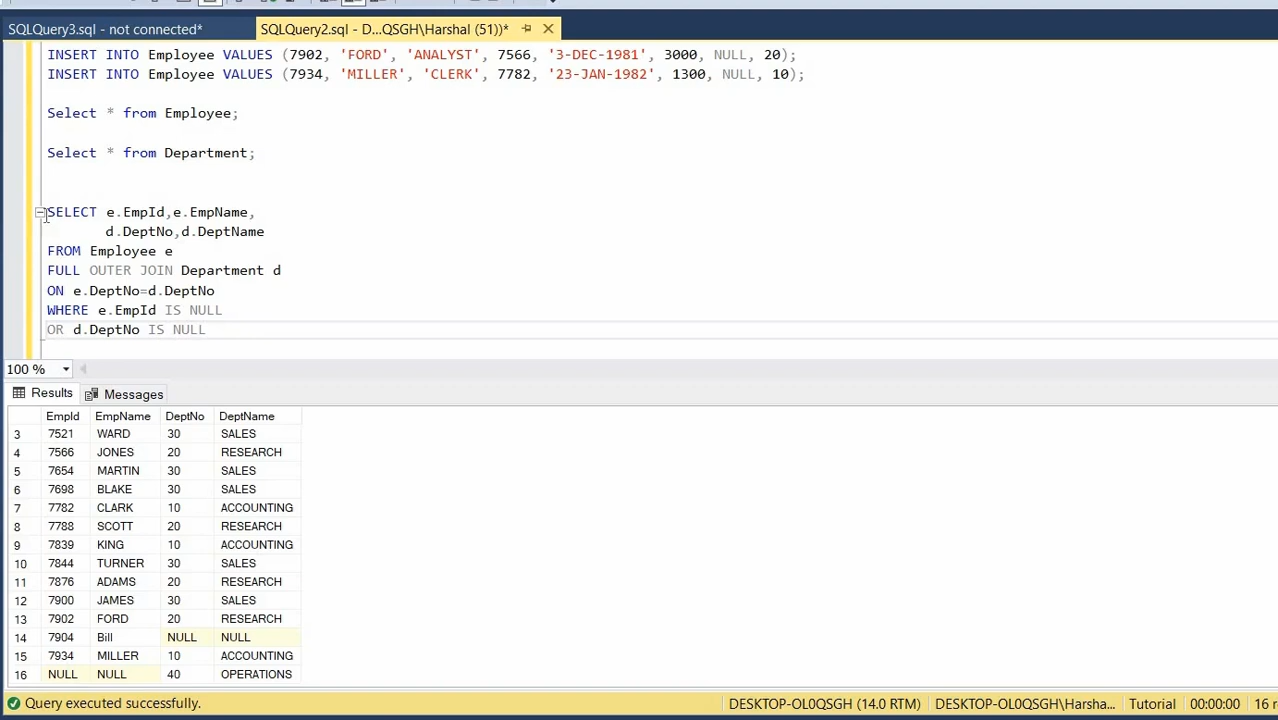 SQLQuery3.sql - not connected*
SQLQuery2.sql - D...QSGH\Harshal (51))*
INSERT INTO Employee VALUES (7902, 'FORD', 'ANALYST', 7566, '3-DEC-1981', 3000, NULL, 20);
INSERT INTO Employee VALUES (7934, 'MILLER', 'CLERK', 7782, '23-JAN-1982', 1300, NULL, 10);
Select * from Employee;
Select * from Department;
SELECT e.EmpId,e.EmpName,
d.DeptNo,d.DeptName
FROM Employee e
FULL OUTER JOIN Department d
ON e.DeptNo=d.DeptNo
WHERE e.EmpId IS NULL
OR d.DeptNo IS NULL
100 %
Results Messages
EmpId EmpName DeptNo DeptName
3 7521 WARD 30 SALES
4 7566 JONES 20 RESEARCH
5 7654 MARTIN 30 SALES
6 7698 BLAKE 30 SALES
7 7782 CLARK 10 ACCOUNTING
8 7788 SCOTT 20 RESEARCH
9 7839 KING 10 ACCOUNTING
10 7844 TURNER 30 SALES
11 7876 ADAMS 20 RESEARCH
12 7900 JAMES 30 SALES
13 7902 FORD 20 RESEARCH
14 7904 Bill NULL NULL
15 7934 MILLER 10 ACCOUNTING
16 NULL NULL 40 OPERATIONS
Query executed successfully. DESKTOP-OL0QSGH (14.0 RTM) DESKTOP-OL0QSGH\Harsha... Tutorial 00:00:00 16 r